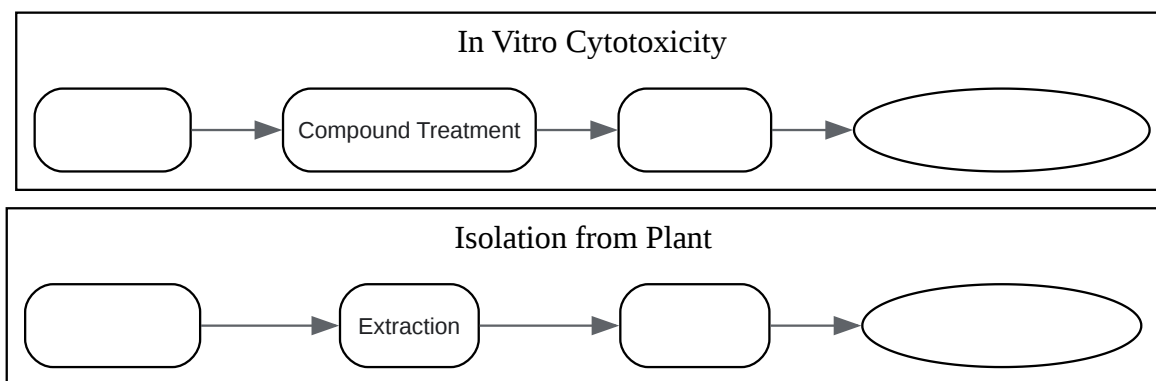 In Vitro Cytotoxicity
Compound Treatment
Isolation from Plant
Extraction